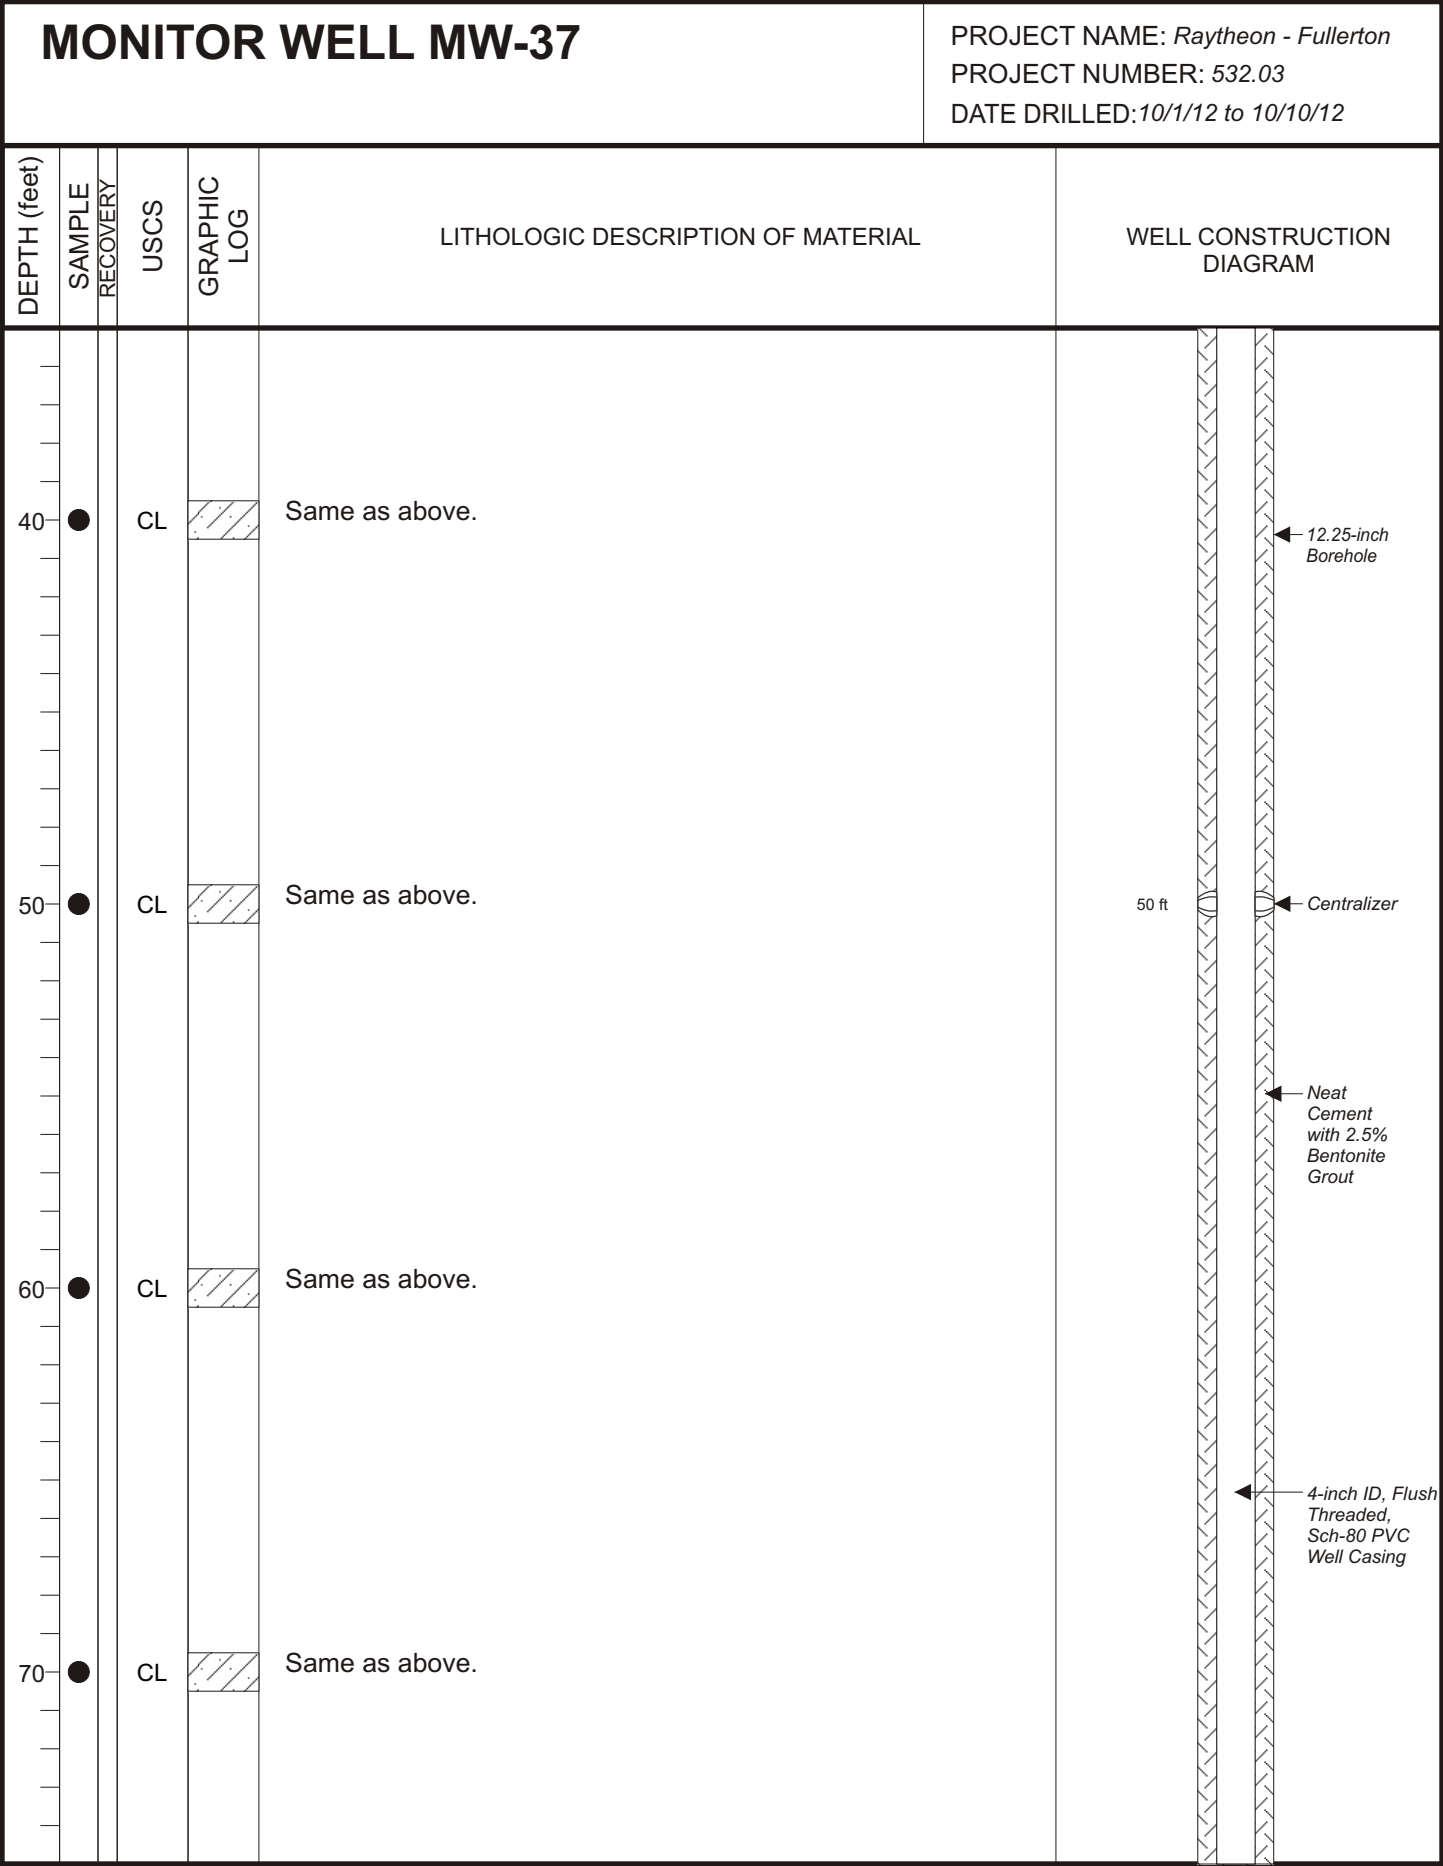 MONITOR WELL MW-37
PROJECT NAME: Raytheon - Fullerton
PROJECT NUMBER: 532.03
DATE DRILLED:10/1/12 to 10/10/12
DEPTH (feet)
SAMPLE
RECOVERY
USCS
GRAPHIC
LOG
LITHOLOGIC DESCRIPTION OF MATERIAL
WELL CONSTRUCTION
DIAGRAM
40
CL
Same as above.
12.25-inch
Borehole
50
CL
Same as above.
50 ft
Centralizer
Neat
Cement
with 2.5%
Bentonite
Grout
60
CL
Same as above.
4-inch ID, Flush
Threaded,
Sch-80 PVC
Well Casing
70
CL
Same as above.